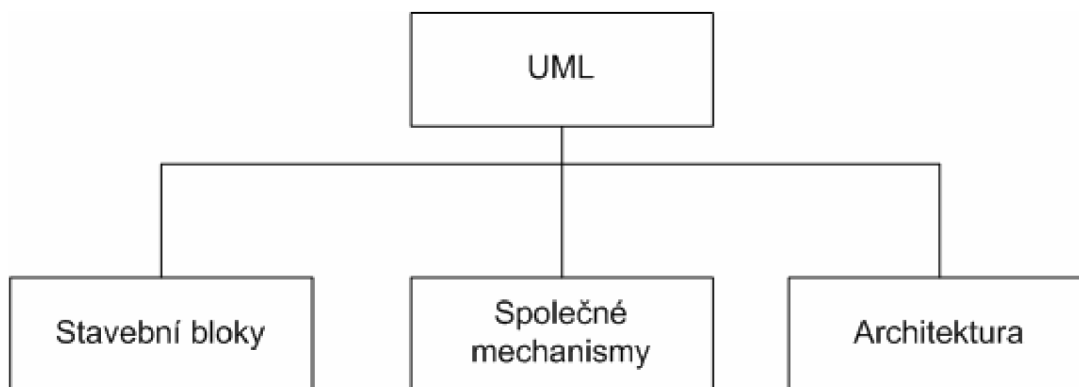 UML
Stavební bloky
Společné
mechanismy
Architektura